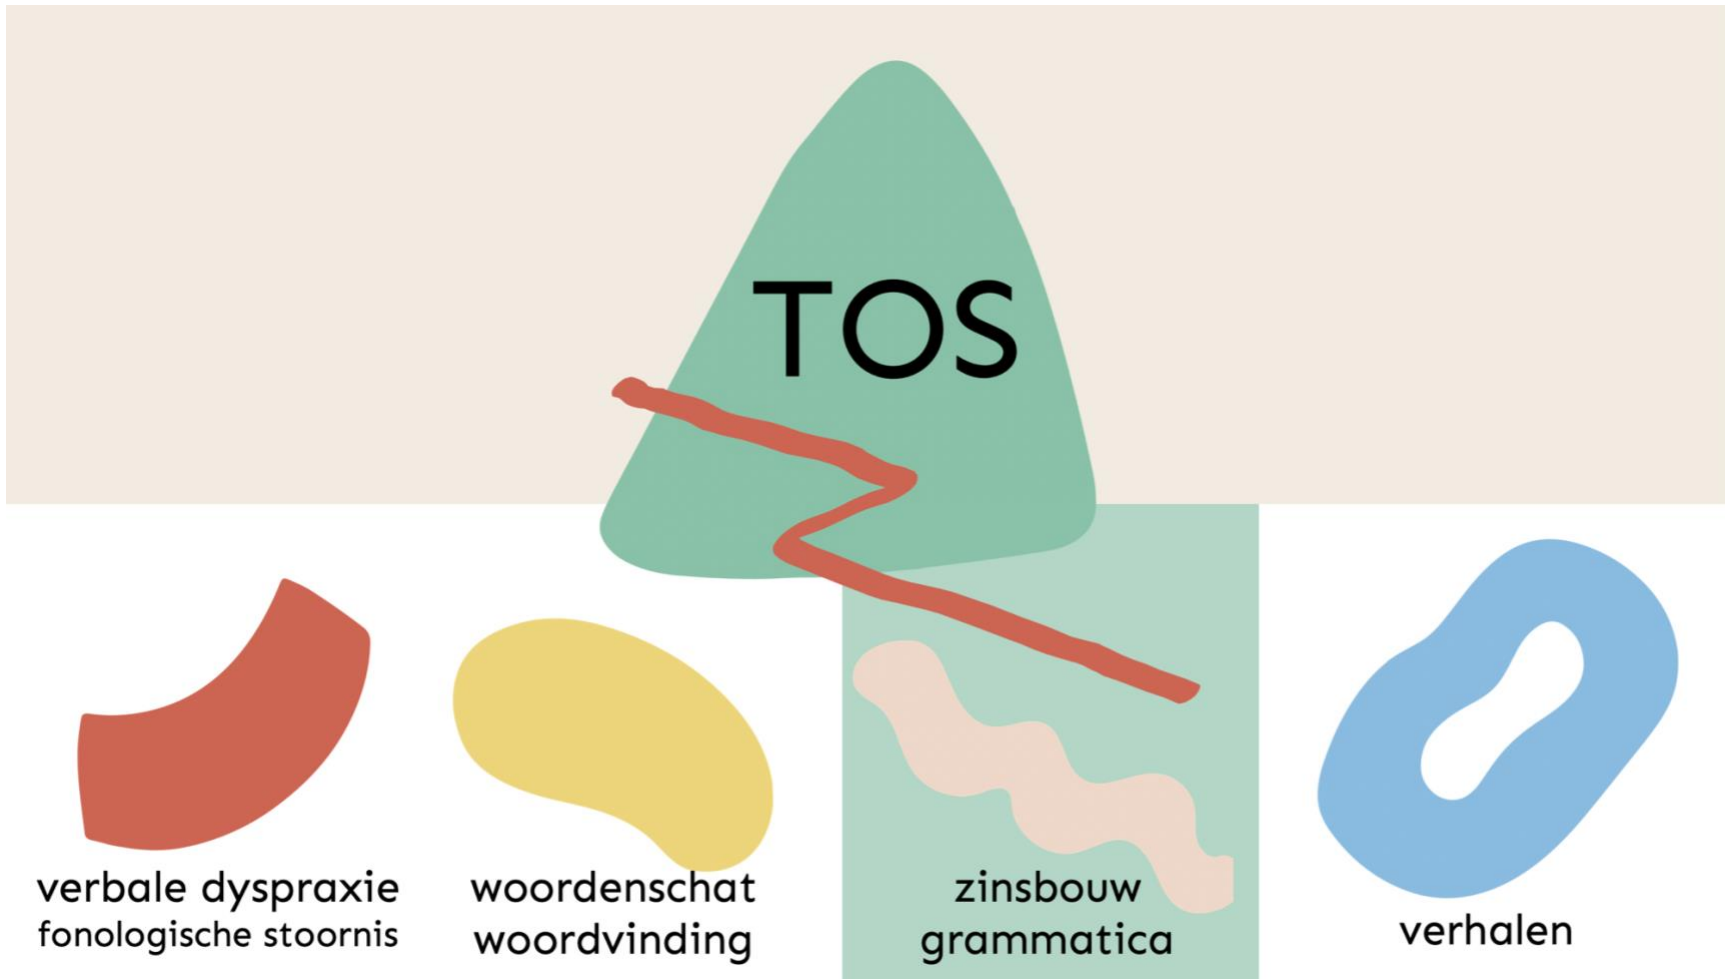 TOS
verbale dyspraxie
fonologische stoornis
woordenschat
woordvinding
zinsbouw
grammatica
verhalen